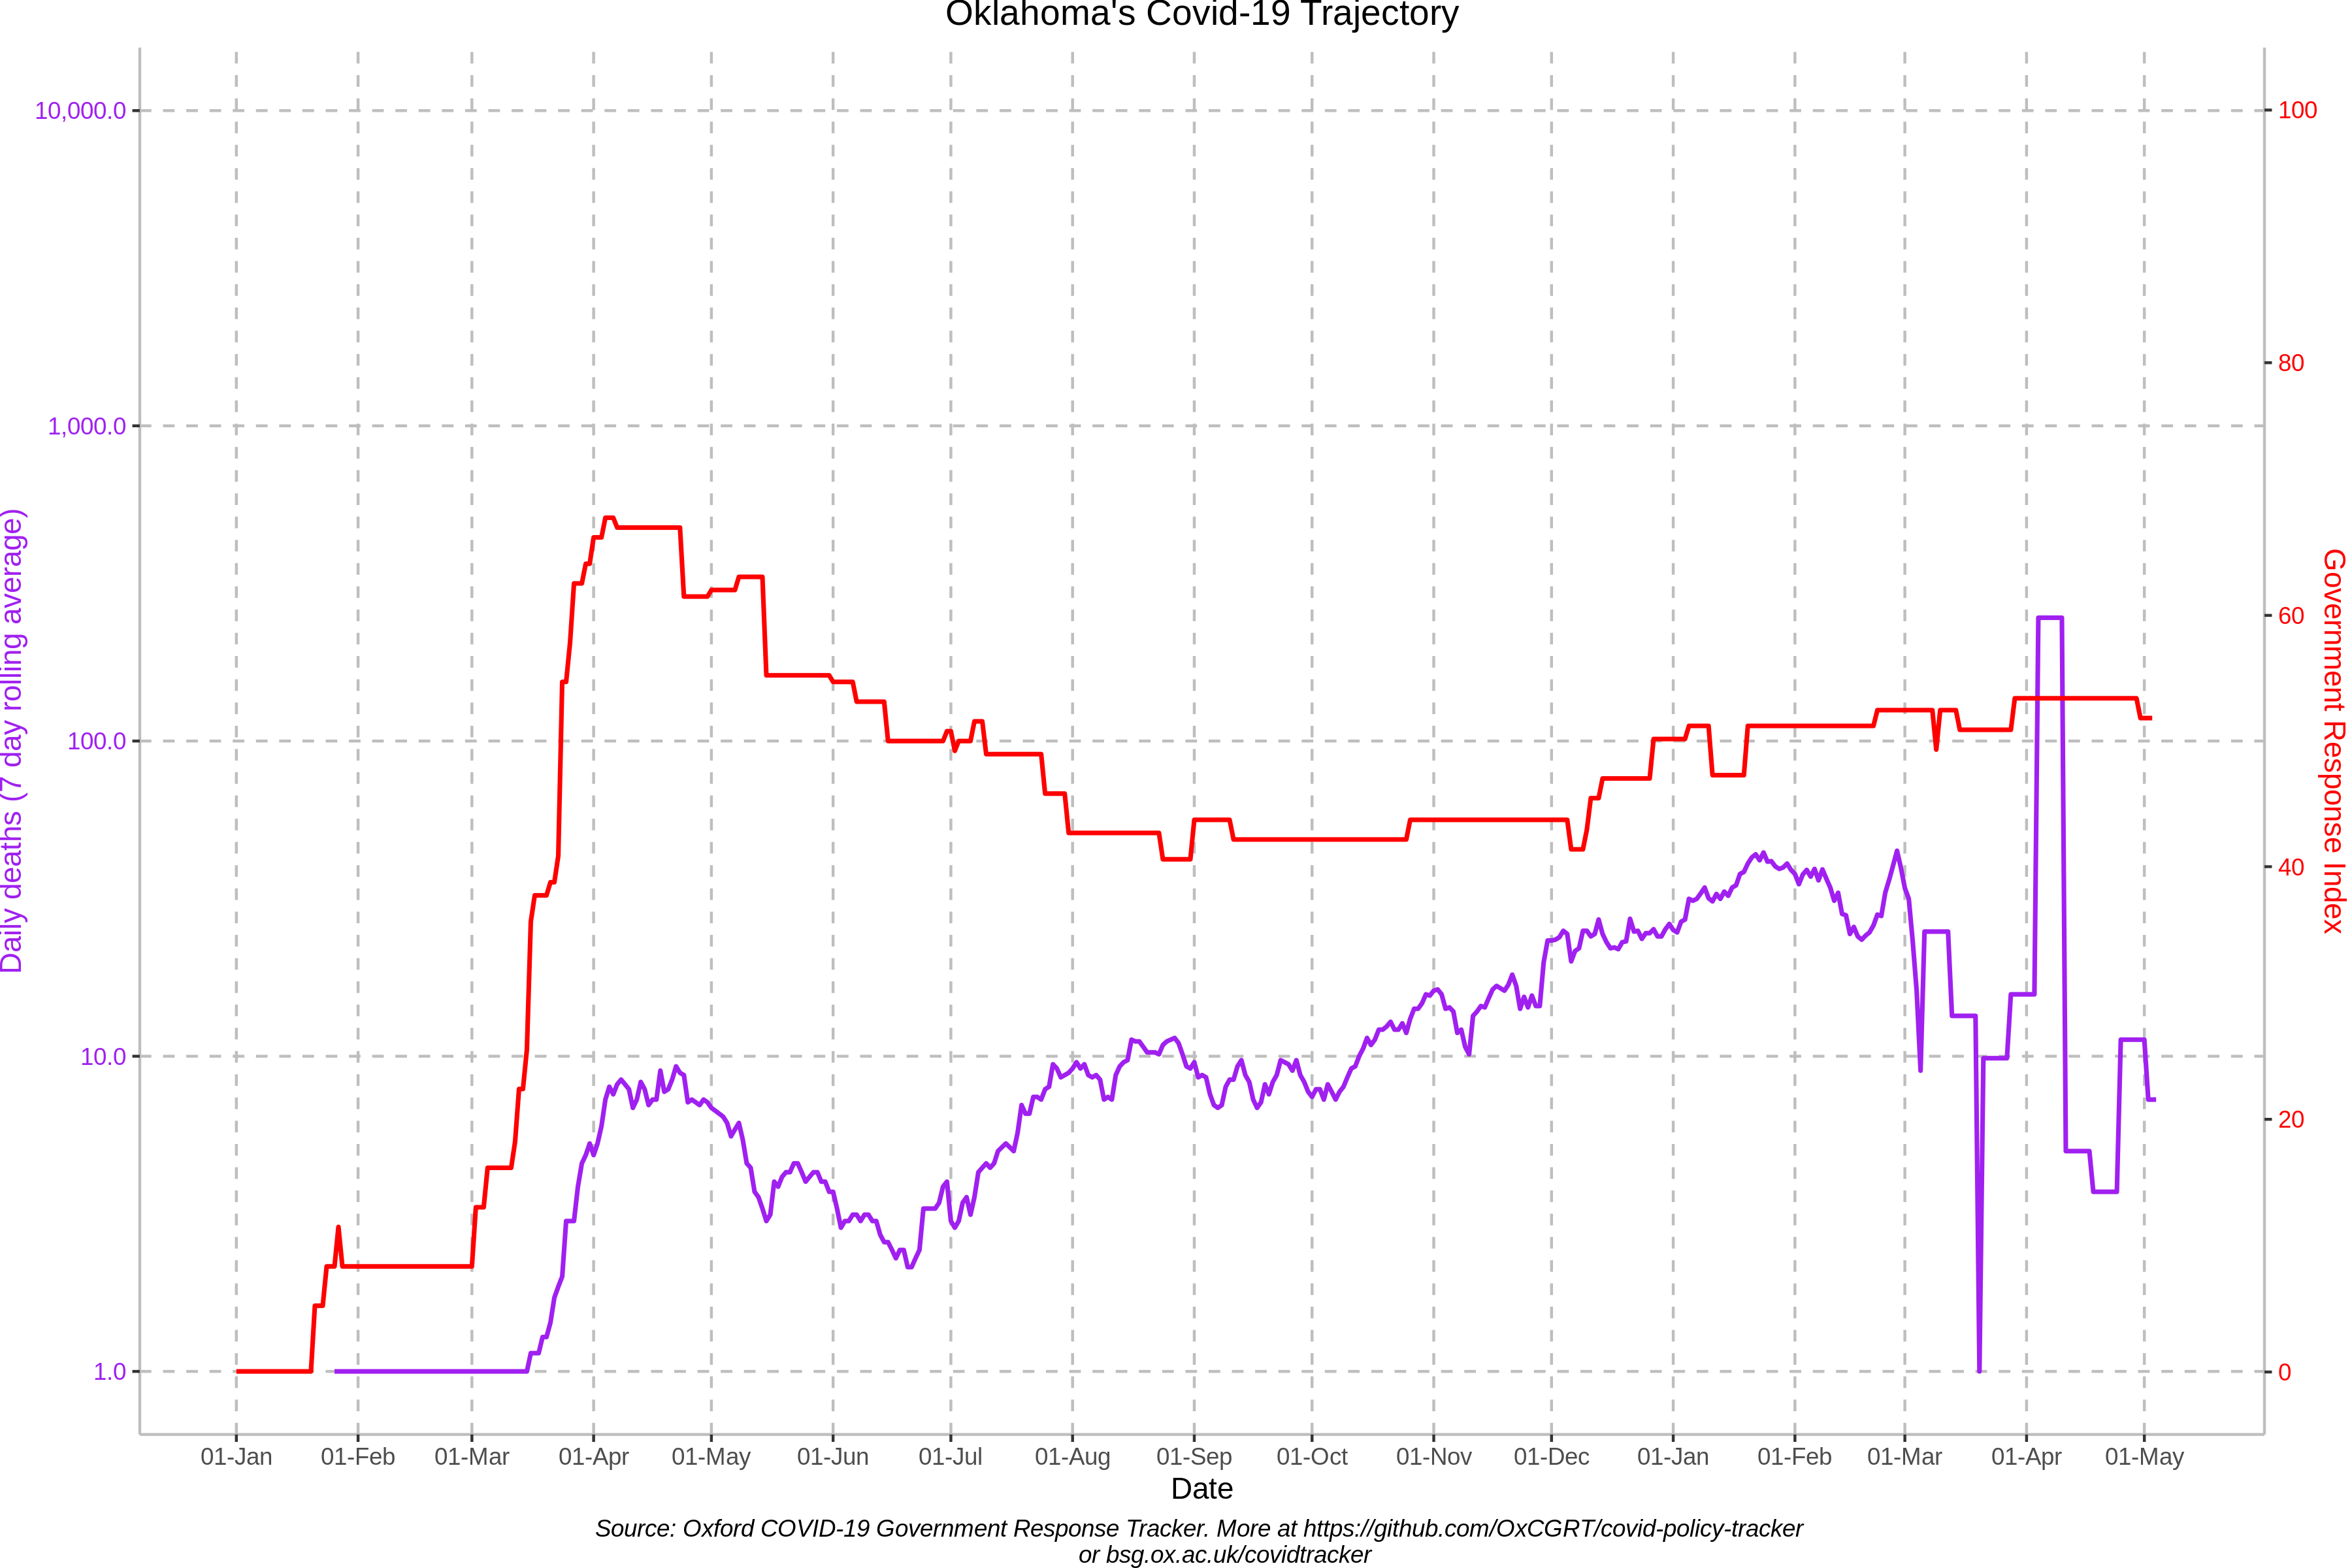 Oklahoma's Covid-19 Trajectory
10,000.0
1,000.0
100.0
10.0
1.0
Daily deaths (7 day rolling average)
100
80
60
40
20
0
Government Response Index
01-Jan 01-Feb 01-Mar 01-Apr 01-May 01-Jun 01-Jul 01-Aug 01-Sep 01-Oct 01-Nov 01-Dec 01-Jan 01-Feb 01-Mar 01-Apr 01-May
Date
Source: Oxford COVID-19 Government Response Tracker. More at https://github.com/OxCGRT/covid-policy-tracker
or bsg.ox.ac.uk/covidtracker